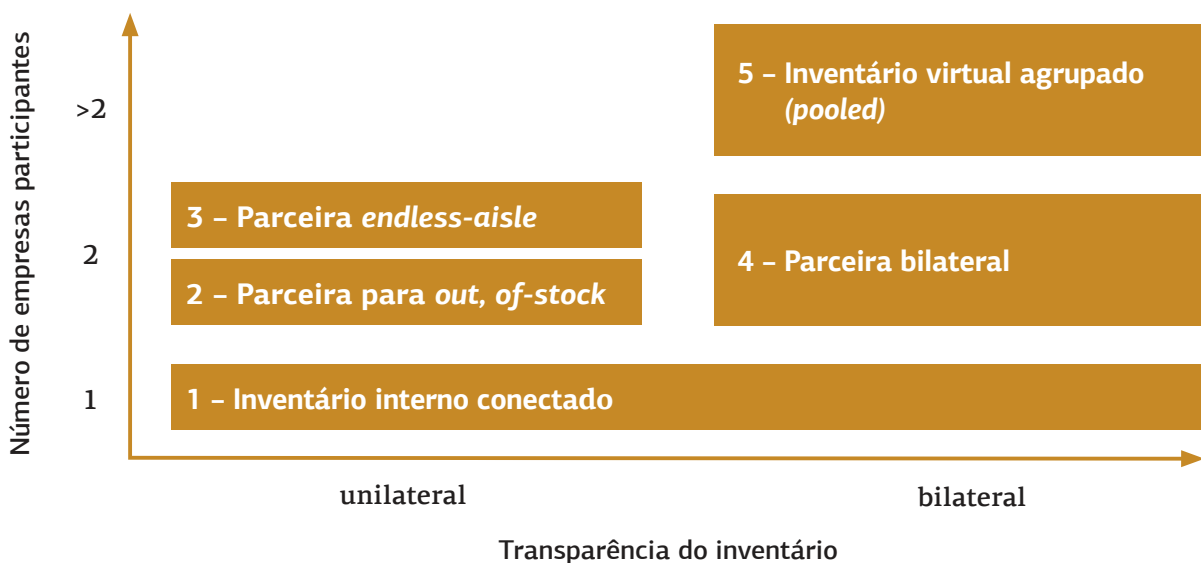 Número de empresas participantes
>2
5 – Inventário virtual agrupado
(pooled)
3 – Parceira endless-aisle
2
2 – Parceira para out, of-stock
4 – Parceira bilateral
1
1 – Inventário interno conectado
unilateral
bilateral
Transparência do inventário